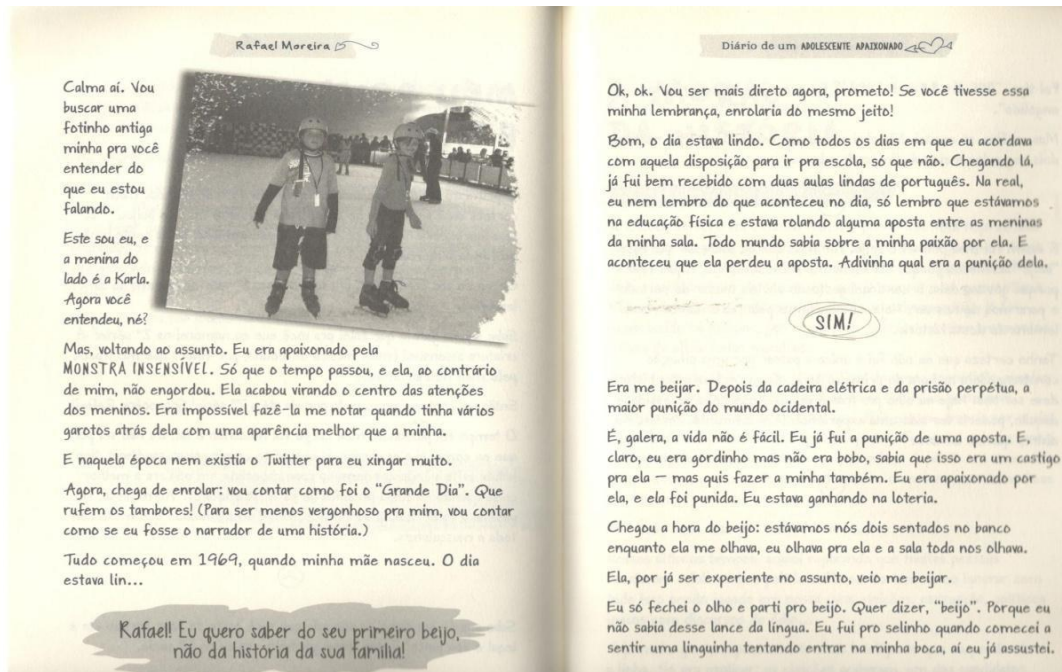 Rafael Moreira
Calma aí. Vou
buscar uma
fotinho antiga
minha pra você
entender do
que eu estou
falando.
Este sou eu, e
a menina do
lado é a Karla.
Agora você
entendeu, né?
Mas, voltando ao assunto. Eu era apaixonado pela
MONSTRA INSENSÍVEL. Só que o tempo passou, e ela, ao contrário
de mim, não engordou. Ela acabou virando o centro das atenções
dos meninos. Era impossível fazê-la me notar quando tinha vários
garotos atrás dela com uma aparência melhor que a minha.
E naquela época nem existia o Twitter para eu xingar muito.
Agora, chega de enrolar: vou contar como foi o "Grande Dia". Que
rufem os tambores! (Para ser menos vergonhoso pra mim, vou contar
como se eu fosse o narrador de uma história.)
Tudo começou em 1969, quando minha mãe nasceu. O dia
estava lin...
Rafael! Eu quero saber do seu primeiro beijo,
não da história da sua família!
Diário de um ADOLESCENTE APAIXONADO
Ok, ok. Vou ser mais direto agora, prometo! Se você tivesse essa
minha lembrança, enrolaria do mesmo jeito!
Bom, o dia estava lindo. Como todos os dias em que eu acordava
com aquela disposição para ir pra escola, só que não. Chegando lá,
já fui bem recebido com duas aulas lindas de português. Na real,
eu nem lembro do que aconteceu no dia, só lembro que estávamos
na educação física e estava rolando alguma aposta entre as meninas
da minha sala. Todo mundo sabia sobre a minha paixão por ela. E
aconteceu que ela perdeu a aposta. Adivinha qual era a punição dela.
SIM!
Era me beijar. Depois da cadeira elétrica e da prisão perpétua, a
maior punição do mundo ocidental.
É, galera, a vida não é fácil. Eu já fui a punição de uma aposta. E,
claro, eu era gordinho mas não era bobo, sabia que isso era um castigo
pra ela — mas quis fazer a minha também. Eu era apaixonado por
ela, e ela foi punida. Eu estava ganhando na loteria.
Chegou a hora do beijo: estávamos nós dois sentados no banco
enquanto ela me olhava, eu olhava pra ela e a sala toda nos olhava.
Ela, por já ser experiente no assunto, veio me beijar.
Eu só fechei o olho e parti pro beijo. Quer dizer, "beijo". Porque eu
não sabia desse lance da língua. Eu fui pro selinho quando comecei a
sentir uma linguinha tentando entrar na minha boca, aí eu já assustei.